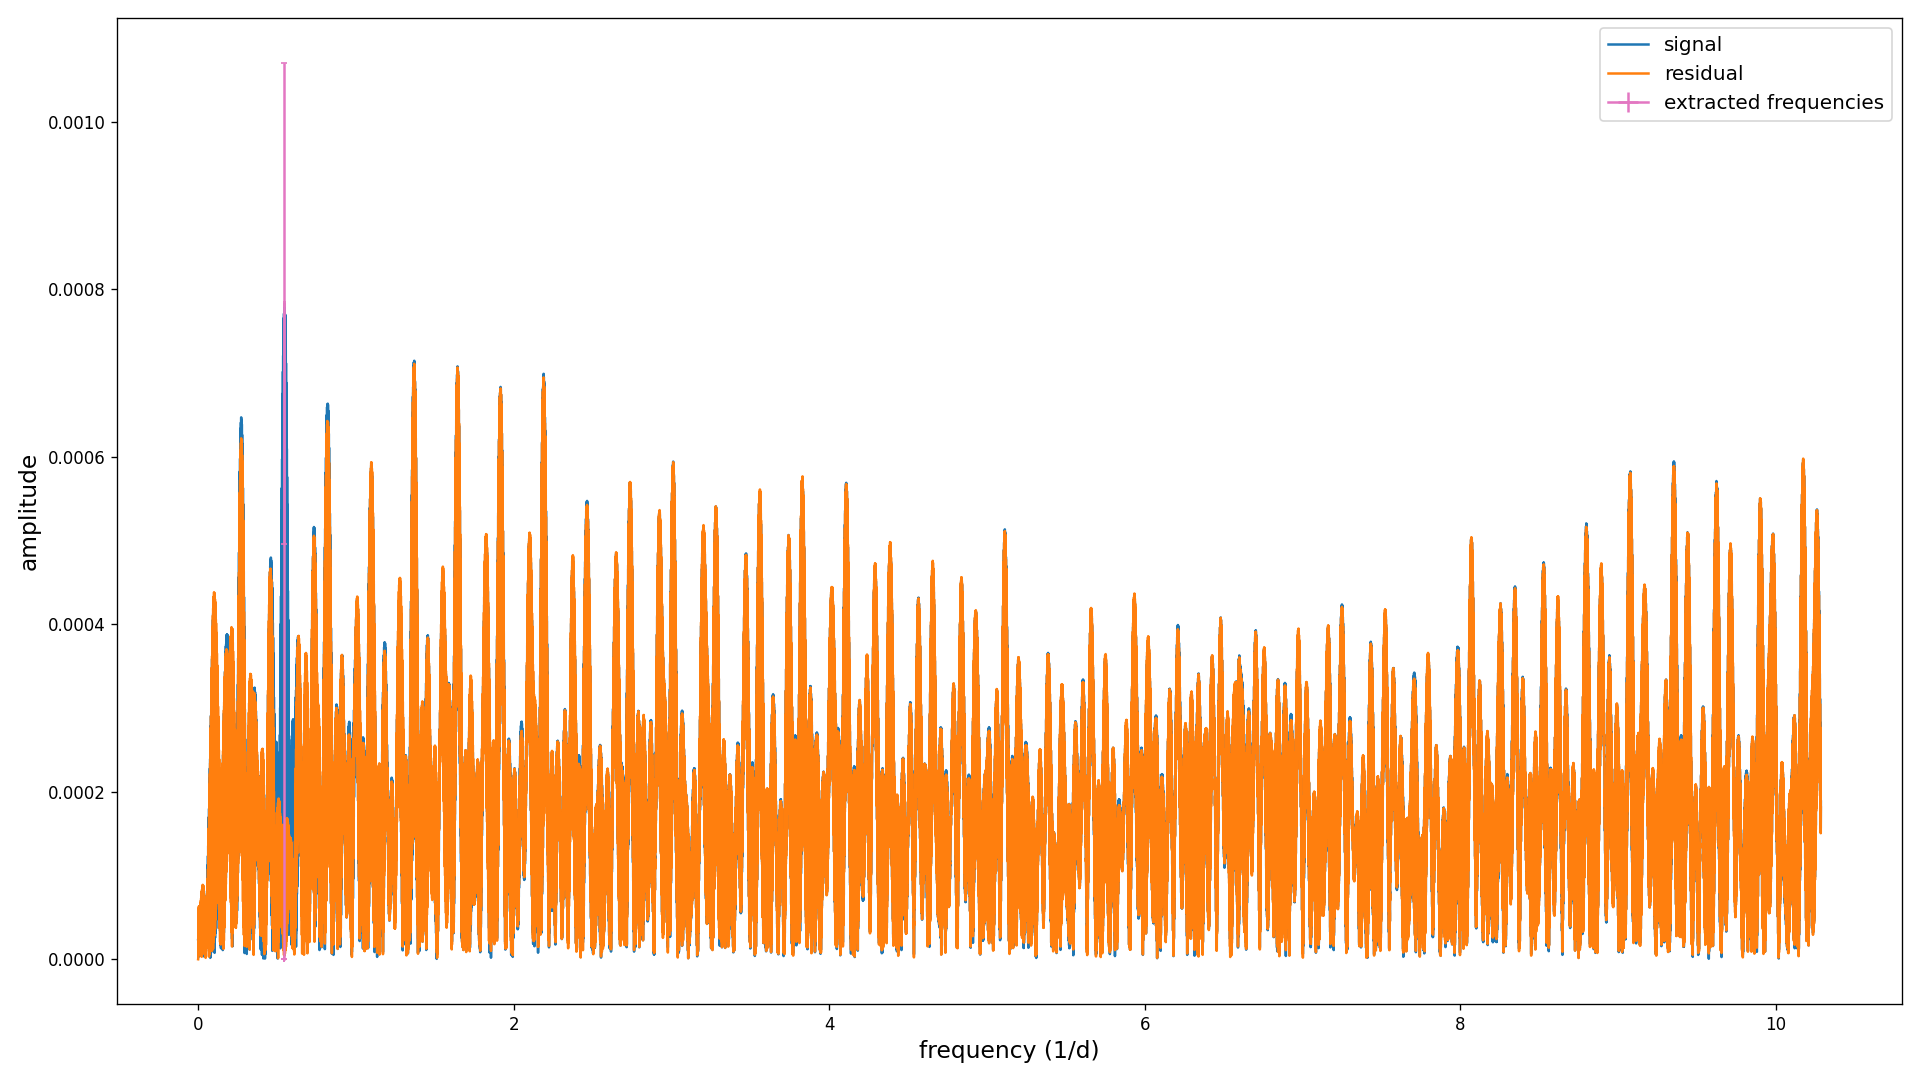 signal
residual
extracted frequencies
amplitude
0.0010
0.0008
0.0006
0.0004
0.0002
0.0000
0
2
4
6
8
10
frequency (1/d)